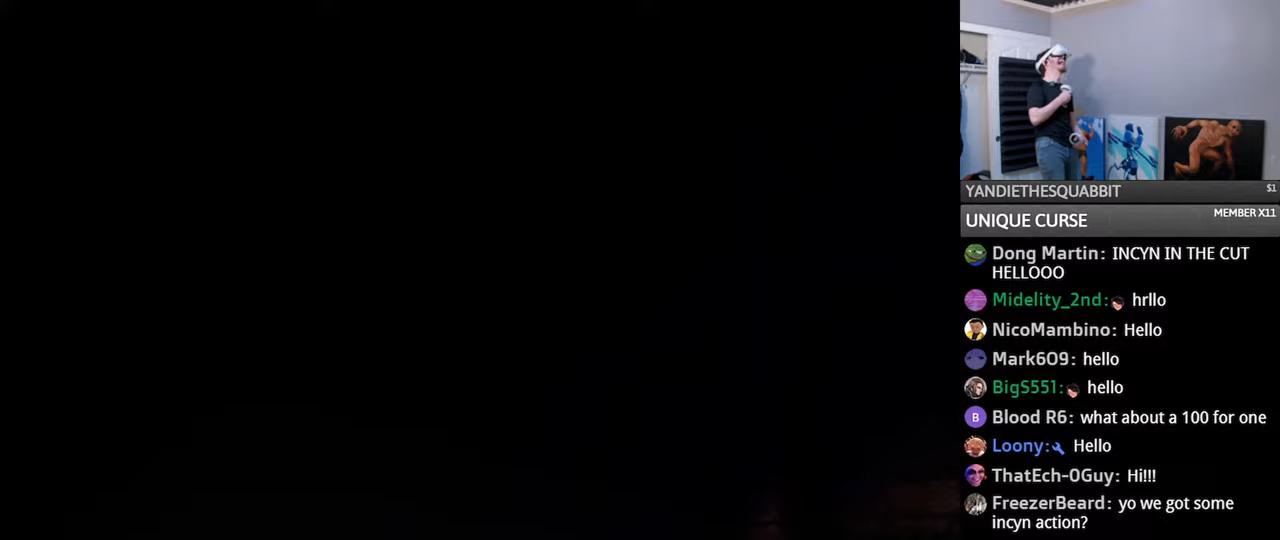 YANDIETHESQUABBIT $1
UNIQUE CURSE MEMBER X11
Dong Martin: INCYN IN THE CUT
HELLOOO
Midelity_2nd: hrllo
NicoMambino: Hello
Mark6O9: hello
BigS551: hello
B Blood R6: what about a 100 for one
Loony: Hello
ThatEch-0Guy: Hi!!!
FreezerBeard: yo we got some
incyn action?